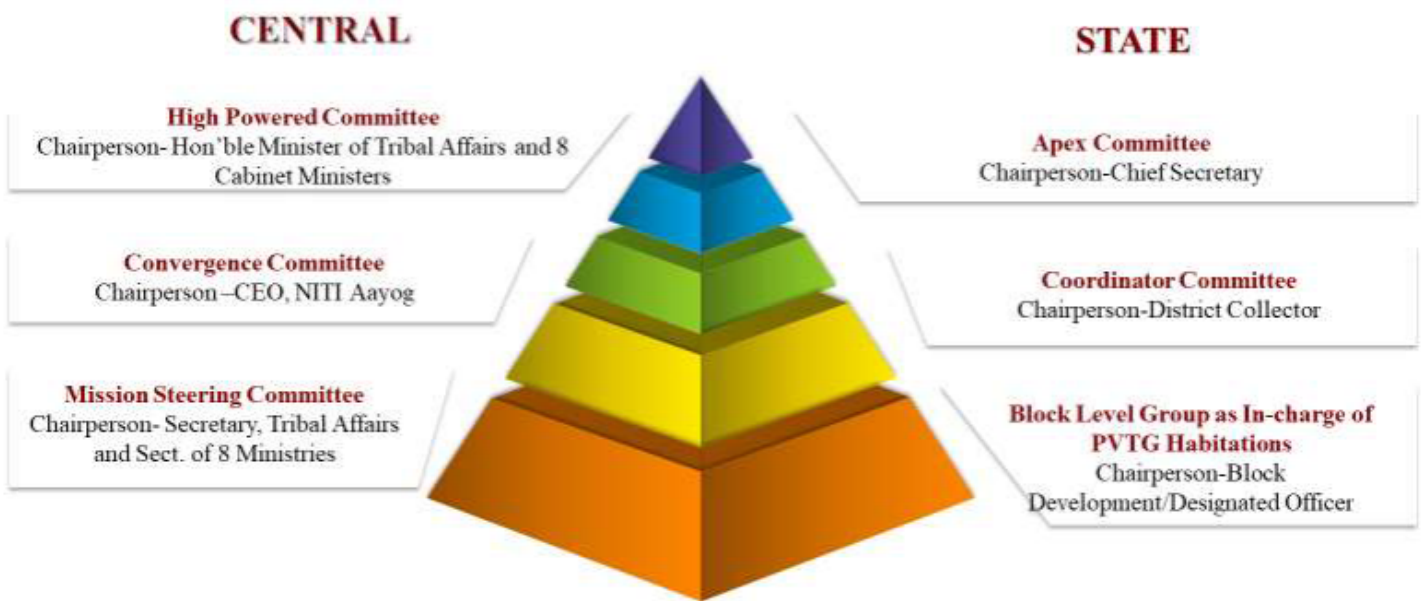 CENTRAL
High Powered Committee
Chairperson- Hon'ble Minister of Tribal Affairs and 8
Cabinet Ministers
Convergence Committee
Chairperson –CEO, NITI Aayog
Mission Steering Committee
Chairperson- Secretary, Tribal Affairs
and Sect. of 8 Ministries
STATE
Apex Committee
Chairperson-Chief Secretary
Coordinator Committee
Chairperson-District Collector
Block Level Group as In-charge of
PVTG Habitations
Chairperson-Block
Development/Designated Officer